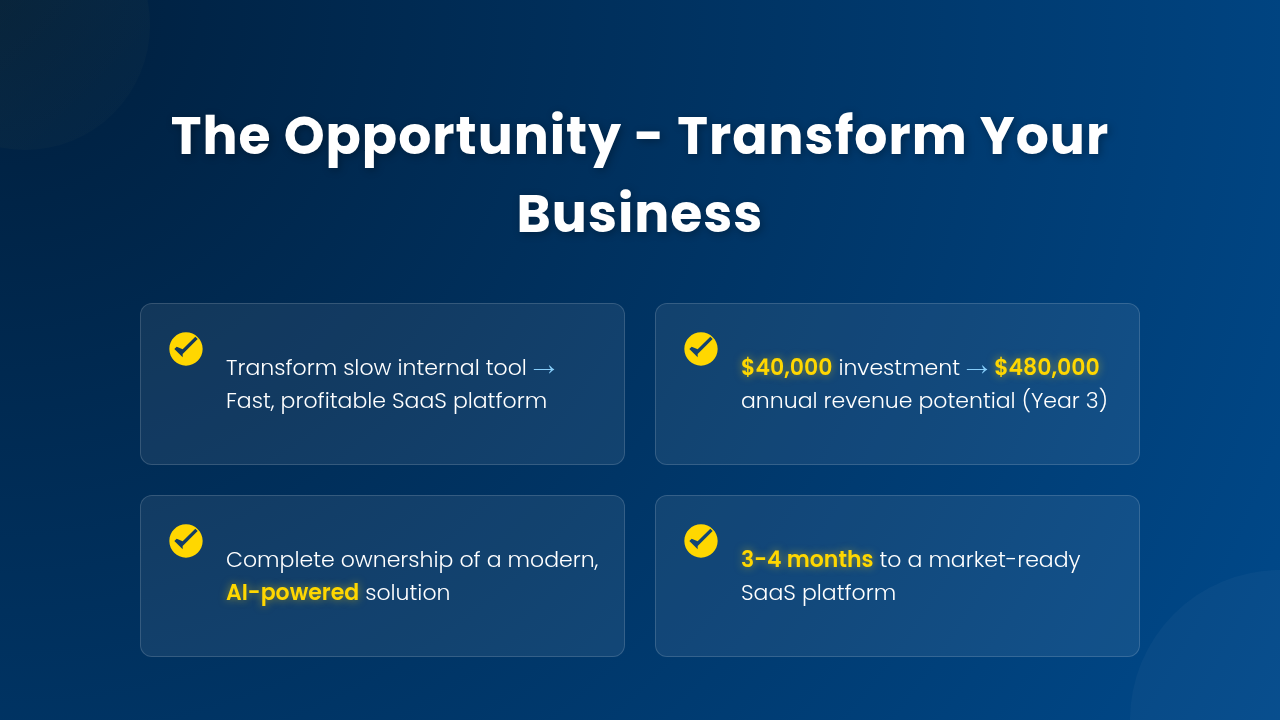 The Opportunity - Transform Your
Business
Transform slow internal tool →
Fast, profitable SaaS platform
$40,000 investment → $480,000
annual revenue potential (Year 3)
Complete ownership of a modern,
AI-powered solution
3-4 months to a market-ready
SaaS platform